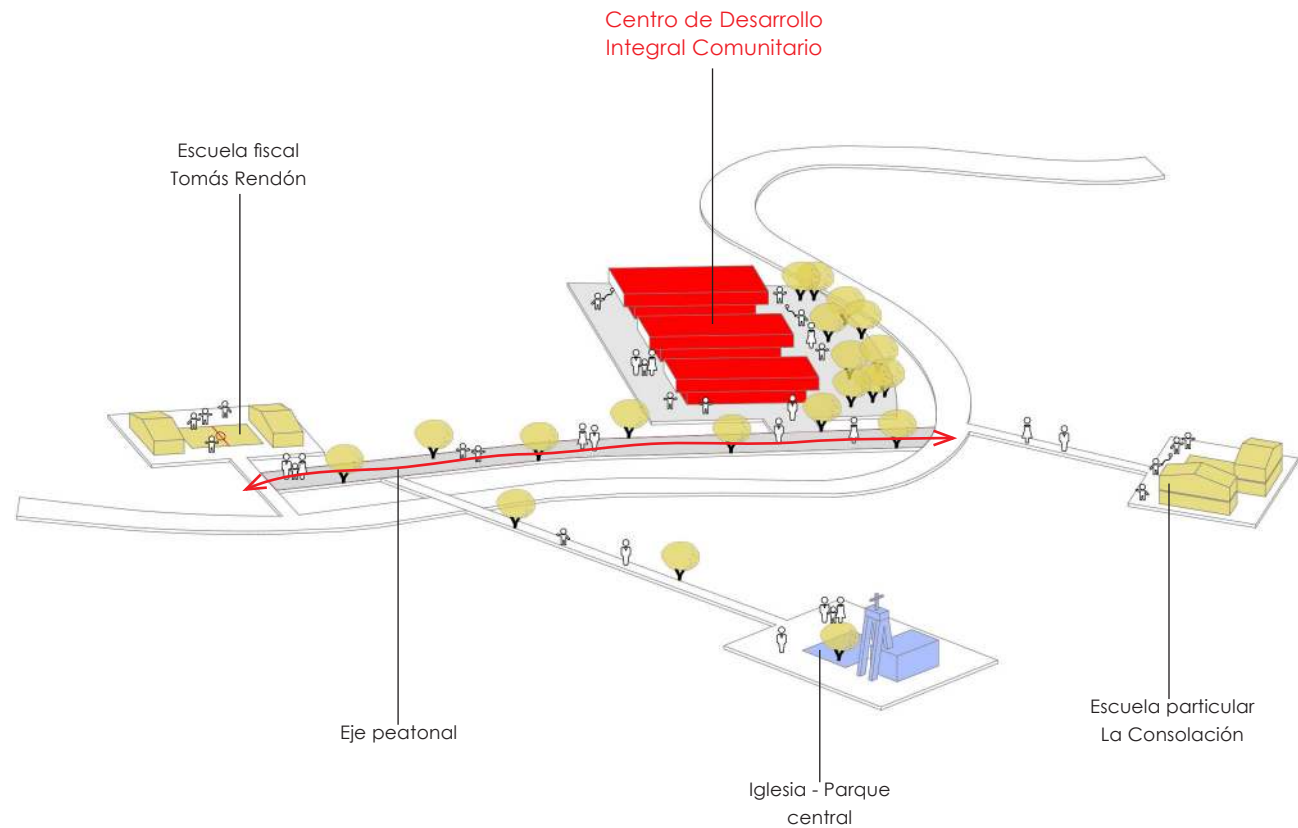 Centro de Desarrollo
Integral Comunitario
Escuela fiscal
Tomás Rendón
Eje peatonal
Escuela particular
La Consolación
Iglesia - Parque
central